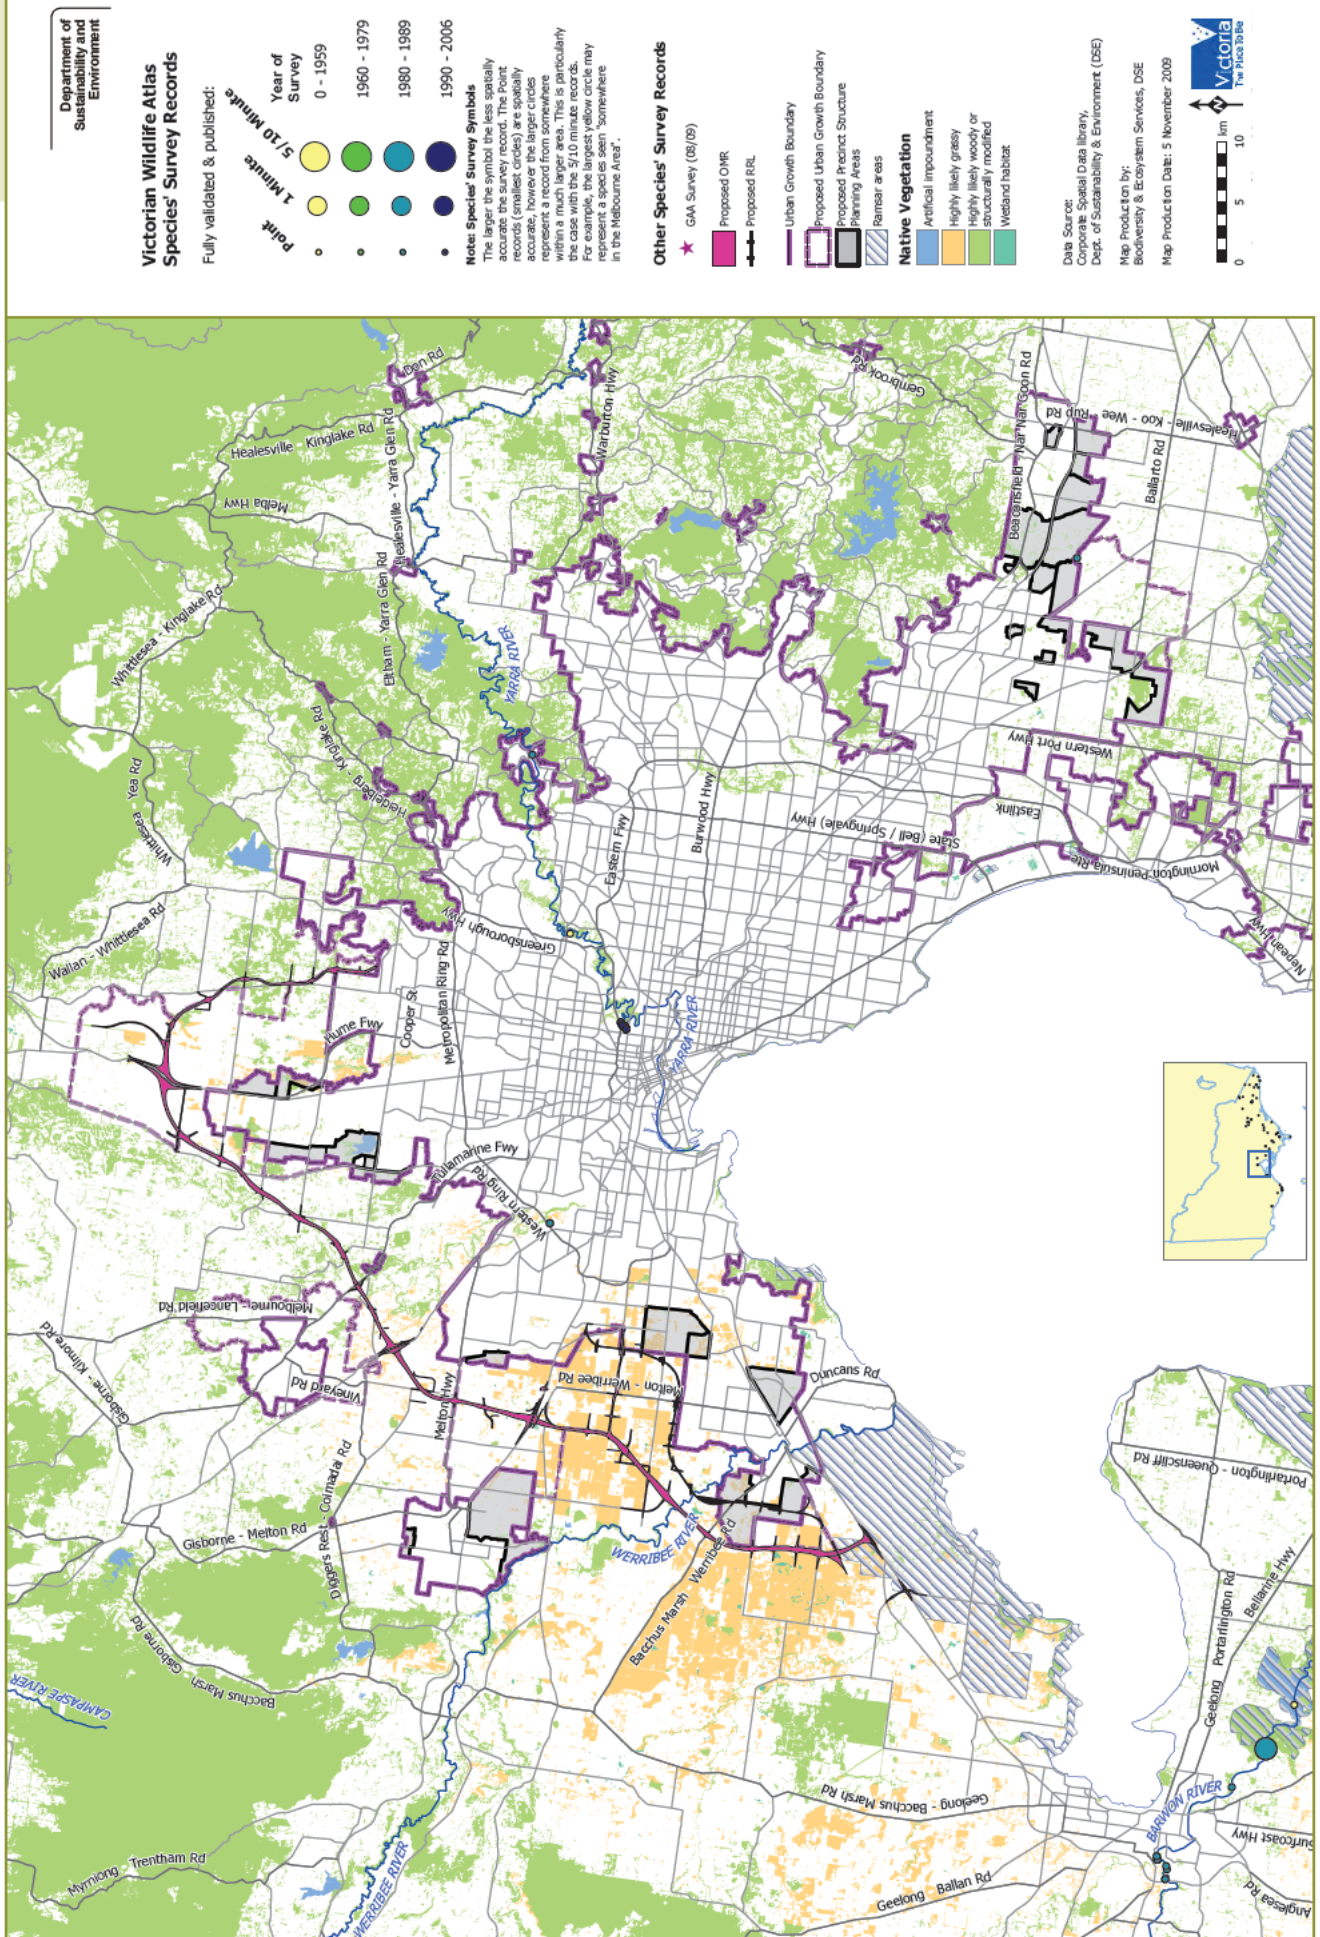 Department of
Sustainability and
Environment
Victorian Wildlife Atlas
Species' Survey Records
Fully validated & published:
Point
1 Minute
5/10 Minute
Year of
Survey
0 - 1959
1960 - 1979
1980 - 1989
1990 - 2006
Note: Species' Survey Symbols
The larger the symbol the less spatially
accurate the survey record. The Point
records (smallest circles) are spatially
accurate, however the larger circles
represent a record from somewhere
within a much larger area. This is particularly
the case with the 5/10 minute records.
For example, the largest yellow circle may
represent a species seen "somewhere
in the Melbourne Area".
Other Species' Survey Records
GAA Survey (08/09)
Proposed OMR
Proposed RRL
Urban Growth Boundary
Proposed Urban Growth Boundary
Proposed Precinct Structure
Planning Areas
Ramsar areas
Native Vegetation
Artificial impoundment
Highly likely grassy
Highly likely woody or
structurally modified
Wetland habitat
Data Source:
Corporate Spatial Data library,
Dept. of Sustainability & Environment (DSE)
Map Production by:
Biodiversity & Ecosystem Services, DSE
Map Production Date: 5 November 2009
0
5
10
km
N
Victoria
The Place To Be
CAMPASPE RIVER
Myrniong Trentham Rd
WERRIBEE RIVER
Bacchus Marsh Gisborne Rd
Gisborne - Kilmore Rd
Gisborne - Melton Rd
Diggers Rest - Coimadai Rd
Vineyard Rd
Melbourne - Lancefield Rd
Melton Hwy
Tullamarine Fwy
Western Ring Rd
Hume Fwy
Cooper St
Metropolitan Ring Rd
Greensborough Hwy
Wallan - Whittlesea Rd
Whittlesea - Yea Rd
Whittlesea - Kinglake Rd
Heidelberg - Kinglake Rd
Eltham - Yarra Glen Rd
Melba Hwy
Healesville - Kinglake Rd
Healesville - Yarra Glen Rd
Don Rd
YARRA RIVER
Warburton Hwy
Eastern Fwy
Burwood Hwy
YARRA RIVER
State (Bell / Springvale) Hwy
Gembrook Rd
Beaconsfield - Nar Nar Goon Rd
Healesville - Koo - Wee - Rup Rd
Ballarto Rd
Western Port Hwy
Eastlink
Mornington Peninsula Rte
Nepean Hwy
Melton - Werribee Rd
Duncans Rd
WERRIBEE RIVER
Bacchus Marsh Werribee Rd
Geelong - Bacchus Marsh Rd
Geelong Ballan Rd
BARWON RIVER
Geelong Portarlington Rd
Bellarine Hwy
Portarlington - Queenscliff Rd
Surfcoast Hwy
Anglesea Rd